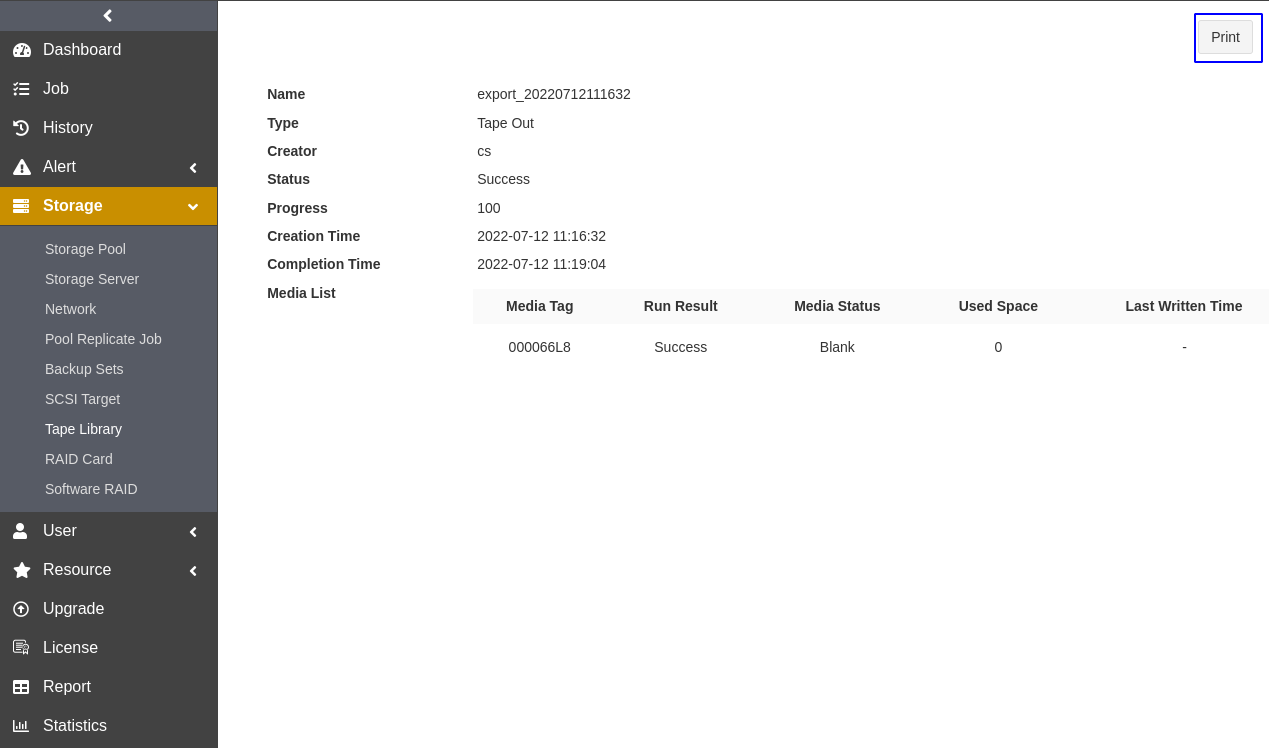 Dashboard
Job
History
Alert
Storage
Storage Pool
Storage Server
Network
Pool Replicate Job
Backup Sets
SCSI Target
Tape Library
RAID Card
Software RAID
User
Resource
Upgrade
License
Report
Statistics
Print
Name export_20220712111632
Type Tape Out
Creator cs
Status Success
Progress 100
Creation Time 2022-07-12 11:16:32
Completion Time 2022-07-12 11:19:04
Media List
Media Tag Run Result Media Status Used Space Last Written Time
000066L8 Success Blank 0 -